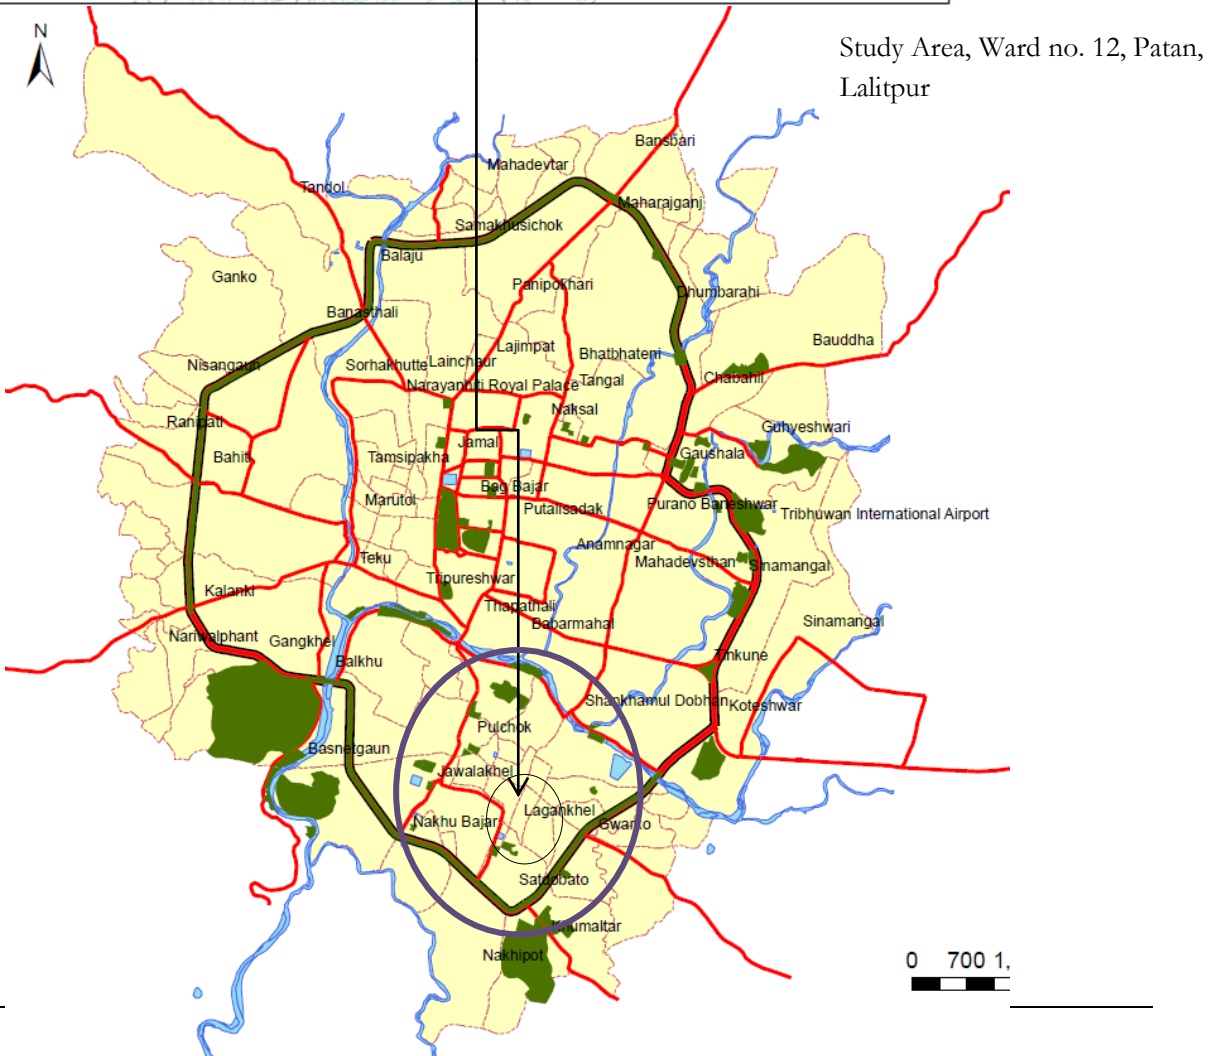 N
Study Area, Ward no. 12, Patan,
Lalitpur
Bansbari
Mahadevtar
Tandol
Maharajganj
Samakhusichok
Balaju
Ganko
Panipokhari
Dhumbarahi
Banasthali
Bauddha
Lajimpat
Bhatbhateni
Nisangaun
Sorhakhutte
Lainchaur
Chabahil
Narayanhiti Royal Palace
Tangal
Naksal
Ranipati
Guhyeshwari
Jamal
Bahiti
Tamsipakha
Gaushala
Bag Bajar
Marutol
Putalisadak
Purano Baneshwar
Tribhuwan International Airport
Anamnagar
Teku
Mahadevsthan
Sinamangal
Tripureshwar
Kalanki
Thapathali
Babarmahal
Sinamangal
Nariwalphant
Gangkhel
Balkhu
Tinkune
Shankhamul Dobhan
Koteshwar
Pulchok
Basnetgaun
Jawalakhel
Lagankhel
Nakhu Bajar
Gwarko
Satdobato
Khumaltar
Nakhipot
0 700 1,